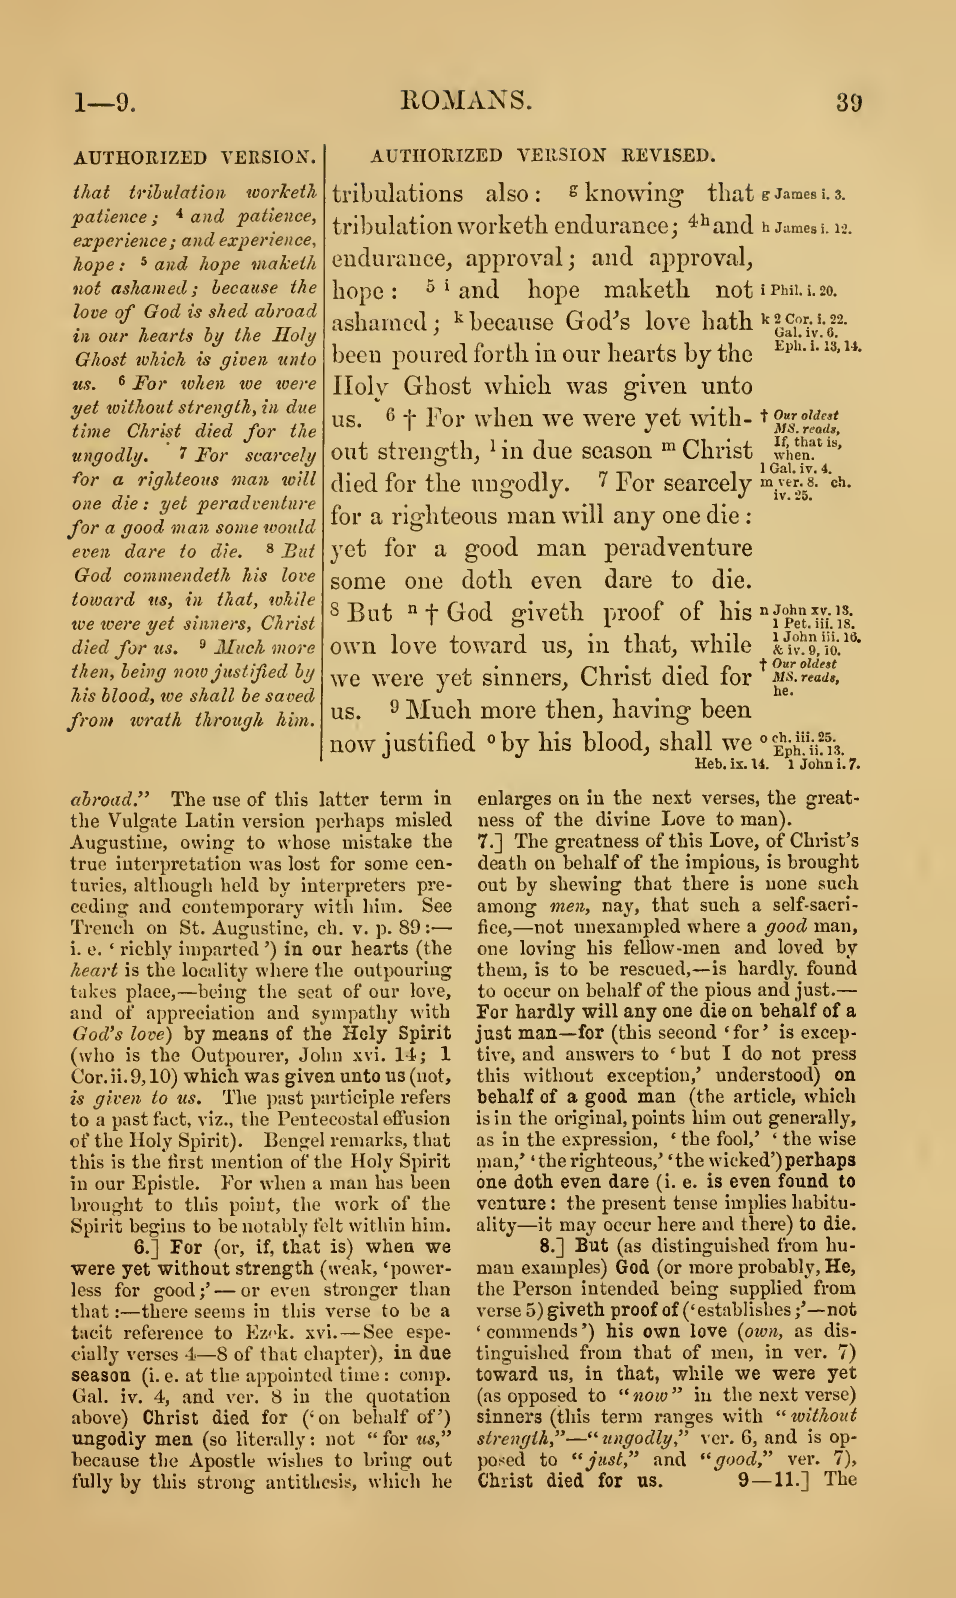 1—9.
ROMANS.
39
AUTHORIZED VERSION.
that tribulation worketh
patience; 4 and patience,
experience; and experience,
hope: 5 and hope maketh
not ashamed; because the
love of God is shed abroad
in our hearts by the Holy
Ghost which is given unto
us. 6 For when we were
yet without strength, in due
time Christ died for the
ungodly. 7 For scarcely
for a righteous man will
one die: yet peradventure
for a good man some would
even dare to die. 8 But
God commendeth his love
toward us, in that, while
we were yet sinners, Christ
died for us. 9 Much more
then, being now justified by
his blood, we shall be saved
from wrath through him.
AUTHORIZED VERSION REVISED.
tribulations also: g knowing that
tribulation worketh endurance; 4 h and
endurance, approval; and approval,
hope: 5 i and hope maketh not
ashamed; k because God's love hath
been poured forth in our hearts by the
Holy Ghost which was given unto
us. 6 † For when we were yet with-
out strength, l in due season m Christ
died for the ungodly. 7 For scarcely
for a righteous man will any one die:
yet for a good man peradventure
some one doth even dare to die.
8 But n † God giveth proof of his
own love toward us, in that, while
we were yet sinners, Christ died for
us. 9 Much more then, having been
now justified o by his blood, shall we
g James i. 3.
h James i. 12.
i Phil. i. 20.
k 2 Cor. i. 22.
Gal. iv. 6.
Eph. i. 13, 14.
† Our oldest
MS. reads,
If, that is,
when.
l Gal. iv. 4.
m ver. 8. ch.
iv. 25.
n John xv. 13.
1 Pet. iii. 18.
1 John iii. 16.
& iv. 9, 10.
† Our oldest
MS. reads,
he.
o ch. iii. 25.
Eph. ii. 13.
Heb. ix. 14. 1 John i. 7.
abroad." The use of this latter term in
the Vulgate Latin version perhaps misled
Augustine, owing to whose mistake the
true interpretation was lost for some cen-
turies, although held by interpreters pre-
ceding and contemporary with him. See
Trench on St. Augustine, ch. v. p. 89:—
i. e. 'richly imparted') in our hearts (the
heart is the locality where the outpouring
takes place,—being the seat of our love,
and of appreciation and sympathy with
God's love) by means of the Holy Spirit
(who is the Outpourer, John xvi. 14; 1
Cor. ii. 9, 10) which was given unto us (not,
is given to us. The past participle refers
to a past fact, viz., the Pentecostal effusion
of the Holy Spirit). Bengel remarks, that
this is the first mention of the Holy Spirit
in our Epistle. For when a man has been
brought to this point, the work of the
Spirit begins to be notably felt within him.
6.] For (or, if, that is) when we
were yet without strength (weak, 'power-
less for good;'—or even stronger than
that:—there seems in this verse to be a
tacit reference to Ezek. xvi.—See espe-
cially verses 4—8 of that chapter), in due
season (i. e. at the appointed time: comp.
Gal. iv. 4, and ver. 8 in the quotation
above) Christ died for ('on behalf of')
ungodly men (so literally: not "for us,"
because the Apostle wishes to bring out
fully by this strong antithesis, which he
enlarges on in the next verses, the great-
ness of the divine Love to man).
7.] The greatness of this Love, of Christ's
death on behalf of the impious, is brought
out by shewing that there is none such
among men, nay, that such a self-sacri-
fice,—not unexampled where a good man,
one loving his fellow-men and loved by
them, is to be rescued,—is hardly. found
to occur on behalf of the pious and just.—
For hardly will any one die on behalf of a
just man—for (this second 'for' is excep-
tive, and answers to 'but I do not press
this without exception,' understood) on
behalf of a good man (the article, which
is in the original, points him out generally,
as in the expression, 'the fool,' 'the wise
man,' 'the righteous,' 'the wicked') perhaps
one doth even dare (i. e. is even found to
venture: the present tense implies habitu-
ality—it may occur here and there) to die.
8.] But (as distinguished from hu-
man examples) God (or more probably, He,
the Person intended being supplied from
verse 5) giveth proof of ('establishes;'—not
'commends') his own love (own, as dis-
tinguished from that of men, in ver. 7)
toward us, in that, while we were yet
(as opposed to "now" in the next verse)
sinners (this term ranges with "without
strength,"—"ungodly," ver. 6, and is op-
posed to "just," and "good," ver. 7),
Christ died for us. 9—11.] The